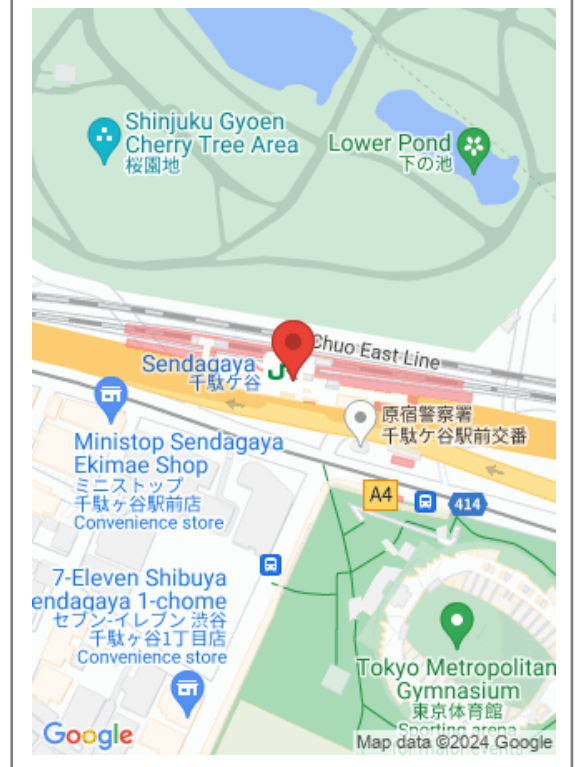 Shinjuku Gyoen
Cherry Tree Area
桜園地
Lower Pond
下の池
Chuo East Line
Sendagaya
千駄ケ谷
J
原宿警察署
千駄ケ谷駅前交番
Ministop Sendagaya
Ekimae Shop
ミニストップ
千駄ヶ谷駅前店
Convenience store
A4
414
7-Eleven Shibuya
endagaya 1-chome
セブン-イレブン 渋谷
千駄ヶ谷1丁目店
Convenience store
Tokyo Metropolitan
Gymnasium
東京体育館
Sporting arena
Google
Map data ©2024 Google